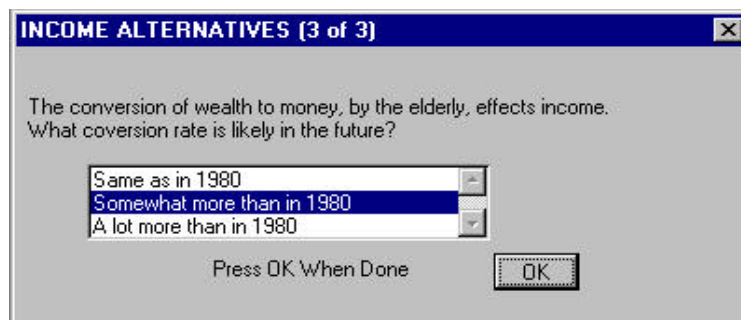 INCOME ALTERNATIVES (3 of 3)
The conversion of wealth to money, by the elderly, effects income.
What coversion rate is likely in the future?
Same as in 1980
Somewhat more than in 1980
A lot more than in 1980
Press OK When Done
OK